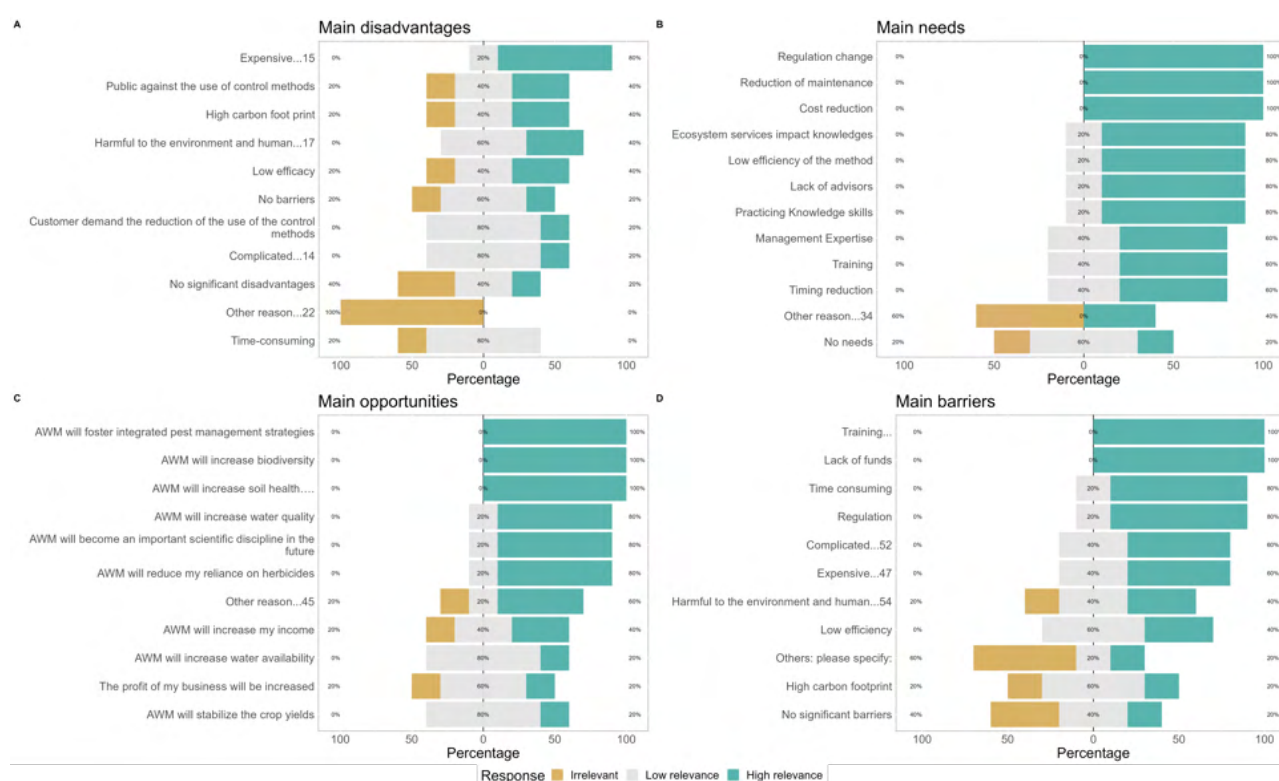 A
Main disadvantages
Expensive...15 0% 20% 80%
Public against the use of control methods 20% 40% 40%
High carbon foot print 20% 40% 40%
Harmful to the environment and human...17 0% 60% 40%
Low efficacy 20% 40% 40%
No barriers 20% 60% 20%
Customer demand the reduction of the use of the control
methods 0% 80% 20%
Complicated...14 0% 80% 20%
No significant disadvantages 40% 40% 20%
Other reason...22 100% 0% 0%
Time-consuming 20% 80% 0%
100 50 0 50 100
Percentage
B
Main needs
Regulation change 0% 0% 100%
Reduction of maintenance 0% 0% 100%
Cost reduction 0% 0% 100%
Ecosystem services impact knowledges 0% 20% 80%
Low efficiency of the method 0% 20% 80%
Lack of advisors 0% 20% 80%
Practicing Knowledge skills 0% 20% 80%
Management Expertise 0% 40% 60%
Training 0% 40% 60%
Timing reduction 0% 40% 60%
Other reason...34 60% 0% 40%
No needs 20% 60% 20%
100 50 0 50 100
Percentage
C
Main opportunities
AWM will foster integrated pest management strategies 0% 0% 100%
AWM will increase biodiversity 0% 0% 100%
AWM will increase soil health.... 0% 0% 100%
AWM will increase water quality 0% 20% 80%
AWM will become an important scientific discipline in the
future 0% 20% 80%
AWM will reduce my reliance on herbicides 0% 20% 80%
Other reason...45 20% 20% 60%
AWM will increase my income 20% 40% 40%
AWM will increase water availability 0% 80% 20%
The profit of my business will be increased 20% 60% 20%
AWM will stabilize the crop yields 0% 80% 20%
100 50 0 50 100
Percentage
D
Main barriers
Training... 0% 0% 100%
Lack of funds 0% 0% 100%
Time consuming 0% 20% 80%
Regulation 0% 20% 80%
Complicated...52 0% 40% 60%
Expensive...47 0% 40% 60%
Harmful to the environment and human...54 20% 40% 40%
Low efficiency 0% 60% 40%
Others: please specify: 60% 20% 20%
High carbon footprint 20% 60% 20%
No significant barriers 40% 40% 20%
100 50 0 50 100
Percentage
Response Irrelevant Low relevance High relevance